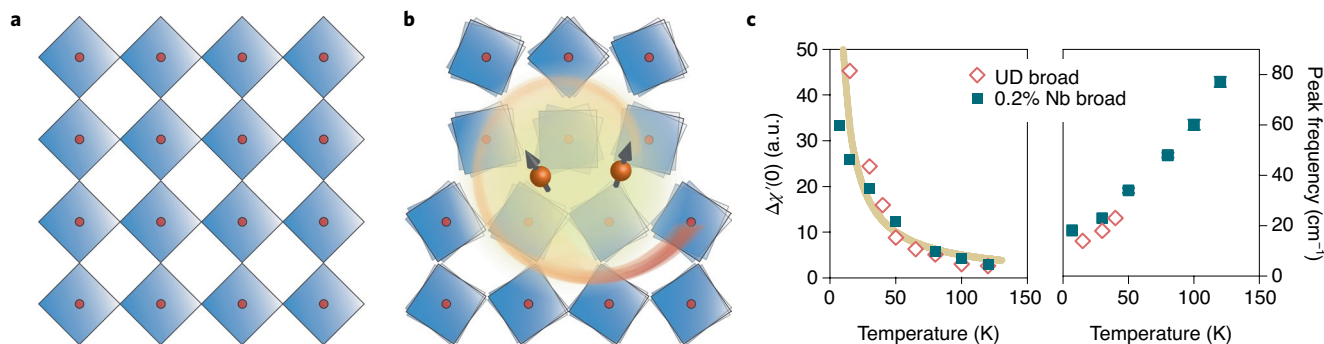 a
b
c
50
40
30
20
10
0
Δχ′(0) (a.u.)
UD broad
0.2% Nb broad
50
100
150
Temperature (K)
80
60
40
20
0
Peak frequency (cm⁻¹)
0
50
100
150
Temperature (K)